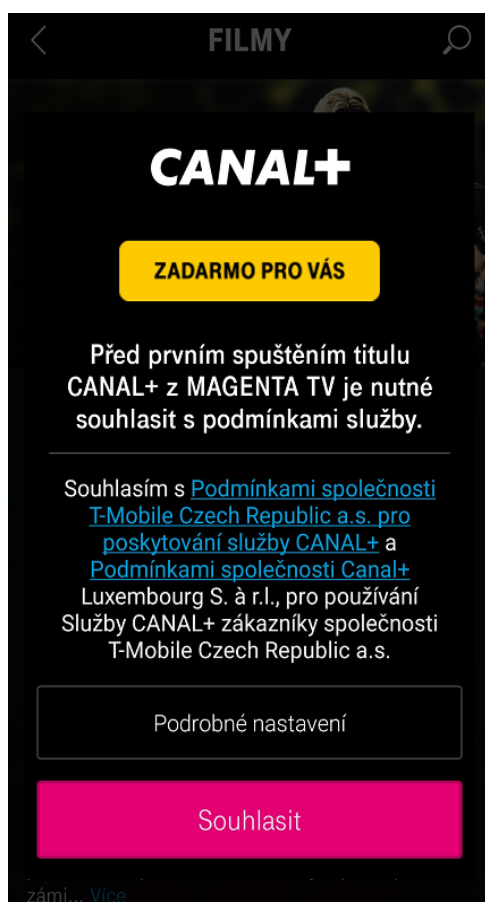 FILMY
CANAL+
ZADARMO PRO VÁS
Před prvním spuštěním titulu
CANAL+ z MAGENTA TV je nutné
souhlasit s podmínkami služby.
Souhlasím s Podmínkami společnosti
T-Mobile Czech Republic a.s. pro
poskytování služby CANAL+ a
Podmínkami společnosti Canal+
Luxembourg S. à r.l., pro používání
Služby CANAL+ zákazníky společnosti
T-Mobile Czech Republic a.s.
Podrobné nastavení
Souhlasit
zámi... Více